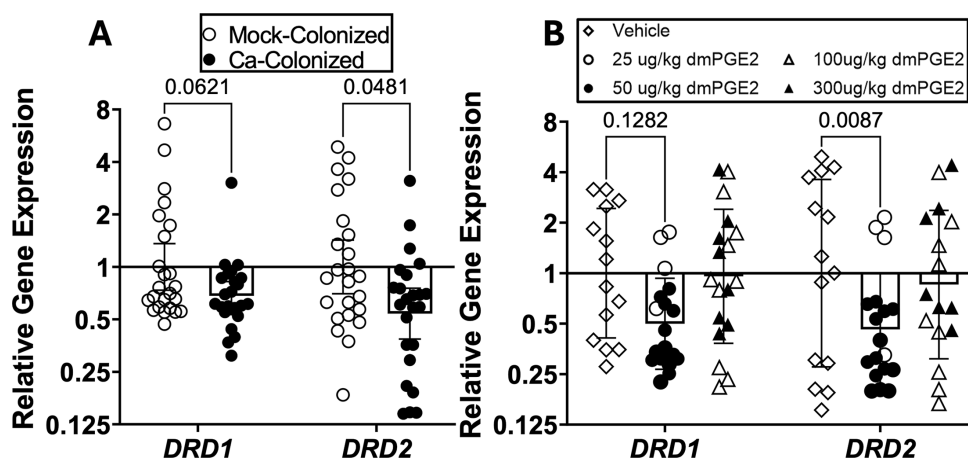 A
Mock-Colonized
Ca-Colonized
0.0621
0.0481
Relative Gene Expression
8
4
2
1
0.5
0.25
0.125
DRD1
DRD2
B
Vehicle
25 ug/kg dmPGE2
100ug/kg dmPGE2
50 ug/kg dmPGE2
300ug/kg dmPGE2
0.1282
0.0087
Relative Gene Expression
8
4
2
1
0.5
0.25
0.125
DRD1
DRD2